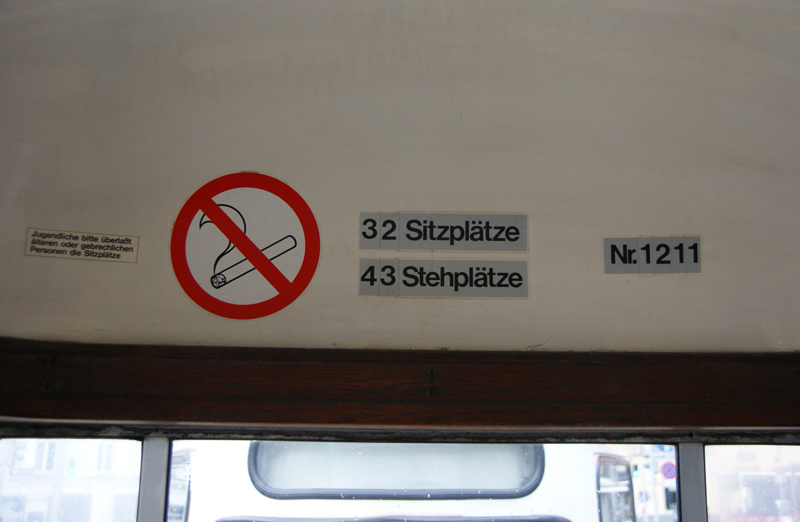 Jugendliche bitte überlaßt
älteren oder gebrechlichen
Personen die Sitzplätze
32 Sitzplätze
43 Stehplätze
Nr. 1211